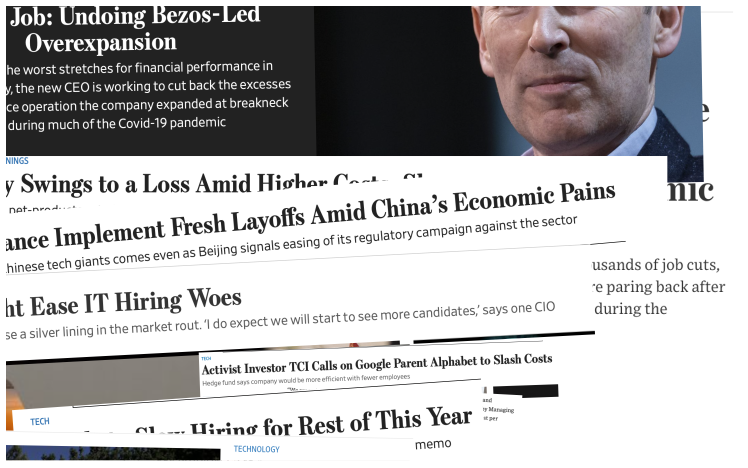 Job: Undoing Bezos-Led
Overexpansion
he worst stretches for financial performance in
y, the new CEO is working to cut back the excesses
ce operation the company expanded at breakneck
during much of the Covid-19 pandemic
e
NINGS
y Swings to a Loss Amid Higher
net-product
nic
ance Implement Fresh Layoffs Amid China's Economic Pains
hinese tech giants comes even as Beijing signals easing of its regulatory campaign against the sector
usands of job cuts,
re paring back after
during the
ht Ease IT Hiring Woes
se a silver lining in the market rout. 'I do expect we will start to see more candidates,' says one CIO
TECH
Activist Investor TCI Calls on Google Parent Alphabet to Slash Costs
Hedge fund says company would be more efficient with fewer employees
and
y Managing
st per
TECH
Slow Hiring for Rest of This Year
memo
TECHNOLOGY